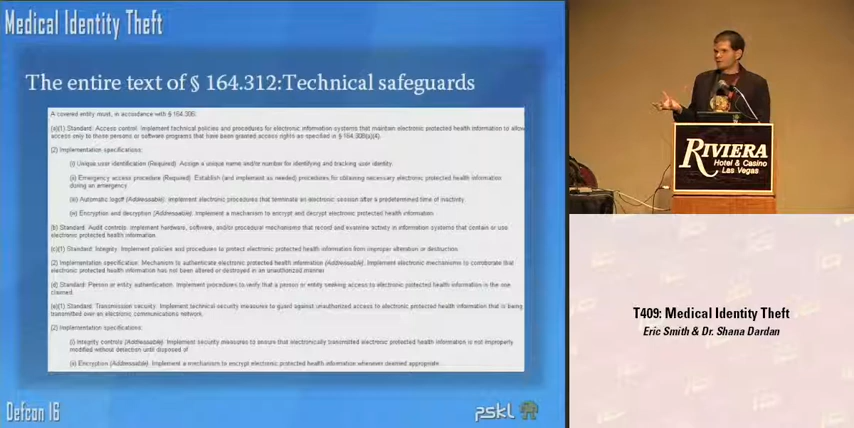 Medical Identity Theft
The entire text of § 164.312:Technical safeguards
A covered entity must, in accordance with § 164.306:
(a)(1) Standard: Access control. Implement technical policies and procedures for electronic information systems that maintain electronic protected health information to allow
access only to those persons or software programs that have been granted access rights as specified in § 164.308(a)(4).
(2) Implementation specifications:
(i) Unique user identification (Required). Assign a unique name and/or number for identifying and tracking user identity.
(ii) Emergency access procedure (Required). Establish (and implement as needed) procedures for obtaining necessary electronic protected health information
during an emergency.
(iii) Automatic logoff (Addressable). Implement electronic procedures that terminate an electronic session after a predetermined time of inactivity.
(iv) Encryption and decryption (Addressable). Implement a mechanism to encrypt and decrypt electronic protected health information.
(b) Standard: Audit controls. Implement hardware, software, and/or procedural mechanisms that record and examine activity in information systems that contain or use
electronic protected health information.
(c)(1) Standard: Integrity. Implement policies and procedures to protect electronic protected health information from improper alteration or destruction.
(2) Implementation specification: Mechanism to authenticate electronic protected health information (Addressable). Implement electronic mechanisms to corroborate that
electronic protected health information has not been altered or destroyed in an unauthorized manner.
(d) Standard: Person or entity authentication. Implement procedures to verify that a person or entity seeking access to electronic protected health information is the one
claimed.
(e)(1) Standard: Transmission security. Implement technical security measures to guard against unauthorized access to electronic protected health information that is being
transmitted over an electronic communications network.
(2) Implementation specifications:
(i) Integrity controls (Addressable). Implement security measures to ensure that electronically transmitted electronic protected health information is not improperly
modified without detection until disposed of.
(ii) Encryption (Addressable). Implement a mechanism to encrypt electronic protected health information whenever deemed appropriate.
Defcon 16
pskl
RIVIERA
Hotel & Casino
Las Vegas
T409: Medical Identity Theft
Eric Smith & Dr. Shana Dardan